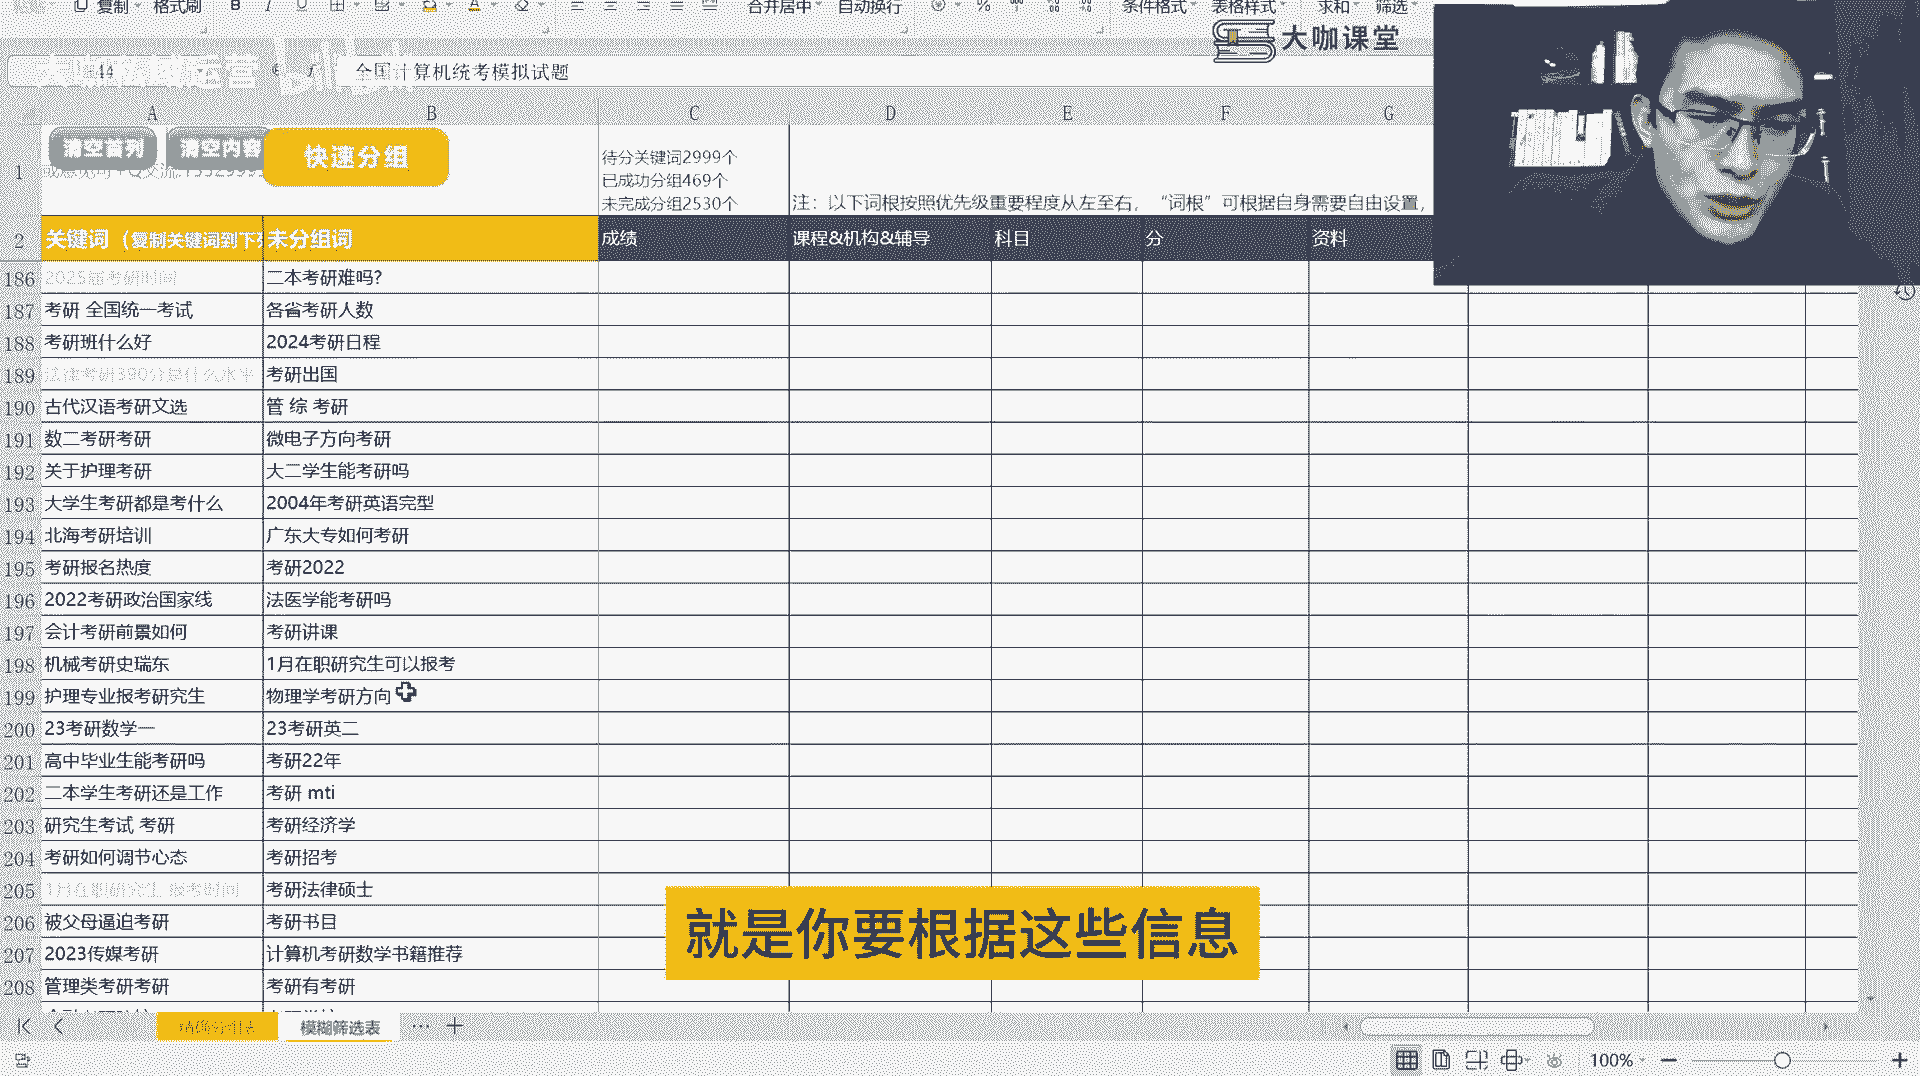 复制 格式刷 B I U A 合并居中 自动换行 % 条件格式 表格样式 求和 筛选
大咖课堂
全国计算机统考模拟试题
A B C D E F G
清空首列 清空内容 快速分组
1
待分关键词2999个
已成功分组469个
未完成分组2530个
注：以下词根按照优先级重要程度从左至右，“词根”可根据自身需要自由设置，
2 关键词（复制关键词到下 未分组词 成绩 课程&机构&辅导 科目 分 资料
186 2025届考研时间 二本考研难吗?
187 考研 全国统一考试 各省考研人数
188 考研班什么好 2024考研日程
189 法律考研390分是什么水平 考研出国
190 古代汉语考研文选 管 综 考研
191 数二考研考研 微电子方向考研
192 关于护理考研 大二学生能考研吗
193 大学生考研都是考什么 2004年考研英语完型
194 北海考研培训 广东大专如何考研
195 考研报名热度 考研2022
196 2022考研政治国家线 法医学能考研吗
197 会计考研前景如何 考研讲课
198 机械考研史瑞东 1月在职研究生可以报考
199 护理专业报考研究生 物理学考研方向
200 23考研数学一 23考研英二
201 高中毕业生能考研吗 考研22年
202 二本学生考研还是工作 考研 mti
203 研究生考试 考研 考研经济学
204 考研如何调节心态 考研招考
205 1月在职研究生 报考时间 考研法律硕士
206 被父母逼迫考研 考研书目
207 2023传媒考研 计算机考研数学书籍推荐
208 管理类考研考研 考研有考研
就是你要根据这些信息
模糊筛选表
100%